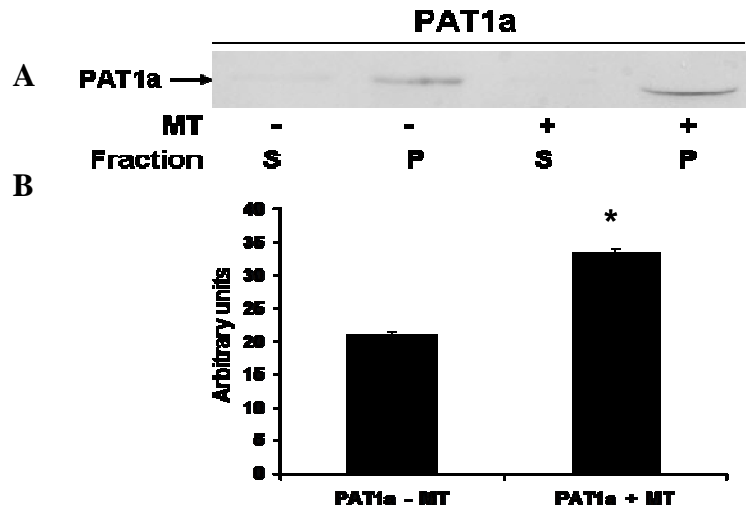 PAT1a
A
PAT1a
MT - - + +
Fraction S P S P
B
*
Arbitrary units
40
35
30
25
20
15
10
5
0
PAT1a - MT
PAT1a + MT